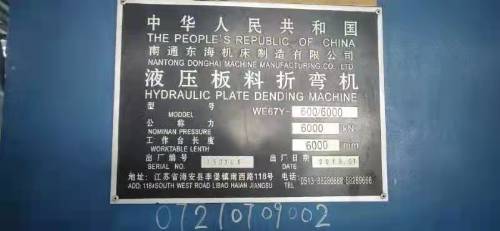 中华人民共和国
THE PEOPLE'S REPUBLIC OF CHINA
南通东海机床制造有限公司
NANTONG DONGHAI MACHINE MANUFACTURING CO. LTD
液压板料折弯机
HYDRAULIC PLATE DENDING MACHINE
型 号 WE67Y- 600/6000
MODDEL
公称力 6000 kN
NOMINAN PRESSURE
工作台长度 6000 mm
WORKTABLE LENTH
出厂编号 出厂日期
SERIAL NO. DATE
地址: 江苏省海安县李堡镇南西路118号
ADD: 118#SOUTH WEST ROAD LIBAO HAIAN JIANGSU
07210709002